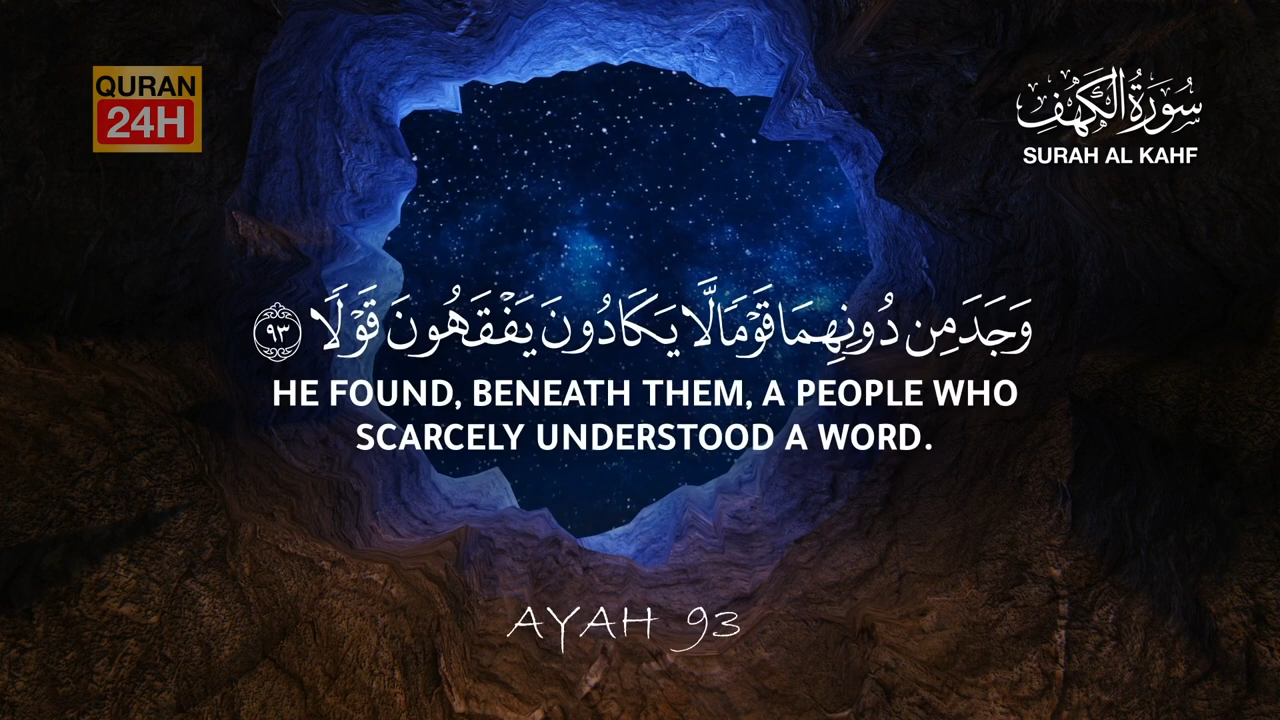 QURAN
24H
سُورَةُ الكَهْفِ
SURAH AL KAHF
وَجَدَ مِن دُونِهِمَا قَوْمًا لَّا يَكَادُونَ يَفْقَهُونَ قَوْلًا ٩٣
HE FOUND, BENEATH THEM, A PEOPLE WHO
SCARCELY UNDERSTOOD A WORD.
AYAH 93